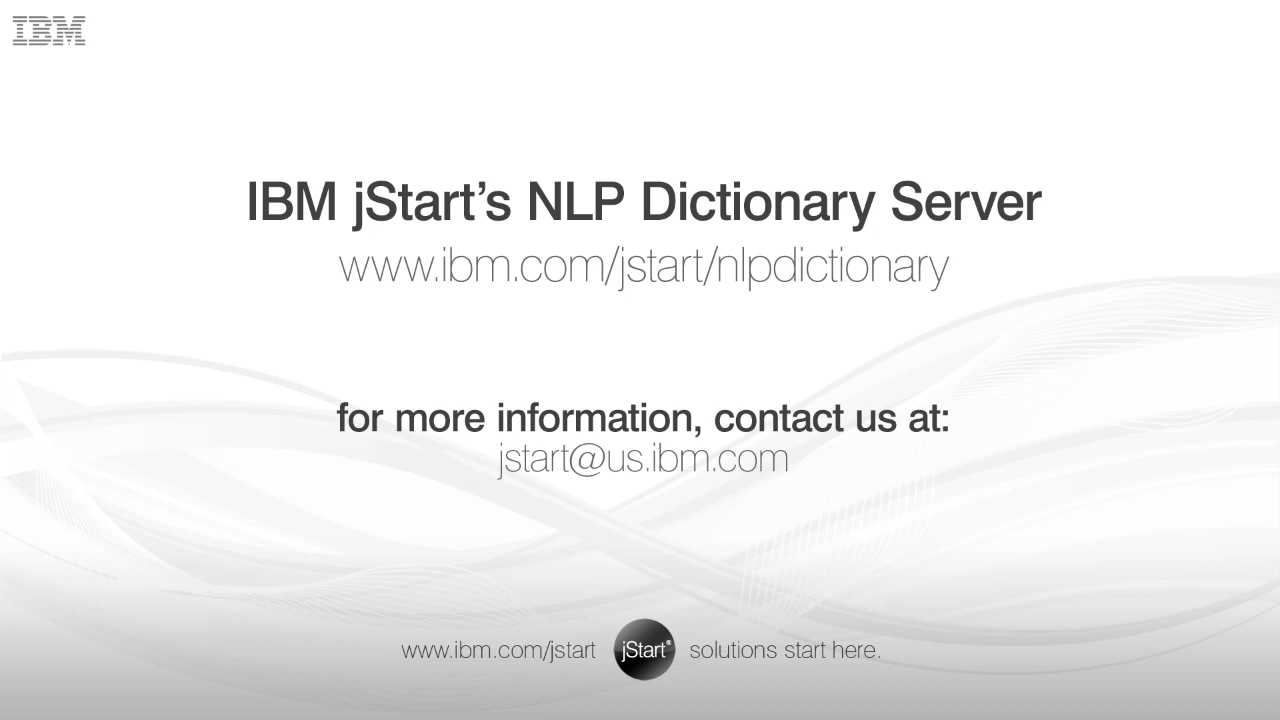 IBM
IBM jStart’s NLP Dictionary Server
www.ibm.com/jstart/nlpdictionary
for more information, contact us at:
jstart@us.ibm.com
www.ibm.com/jstart jStart® solutions start here.